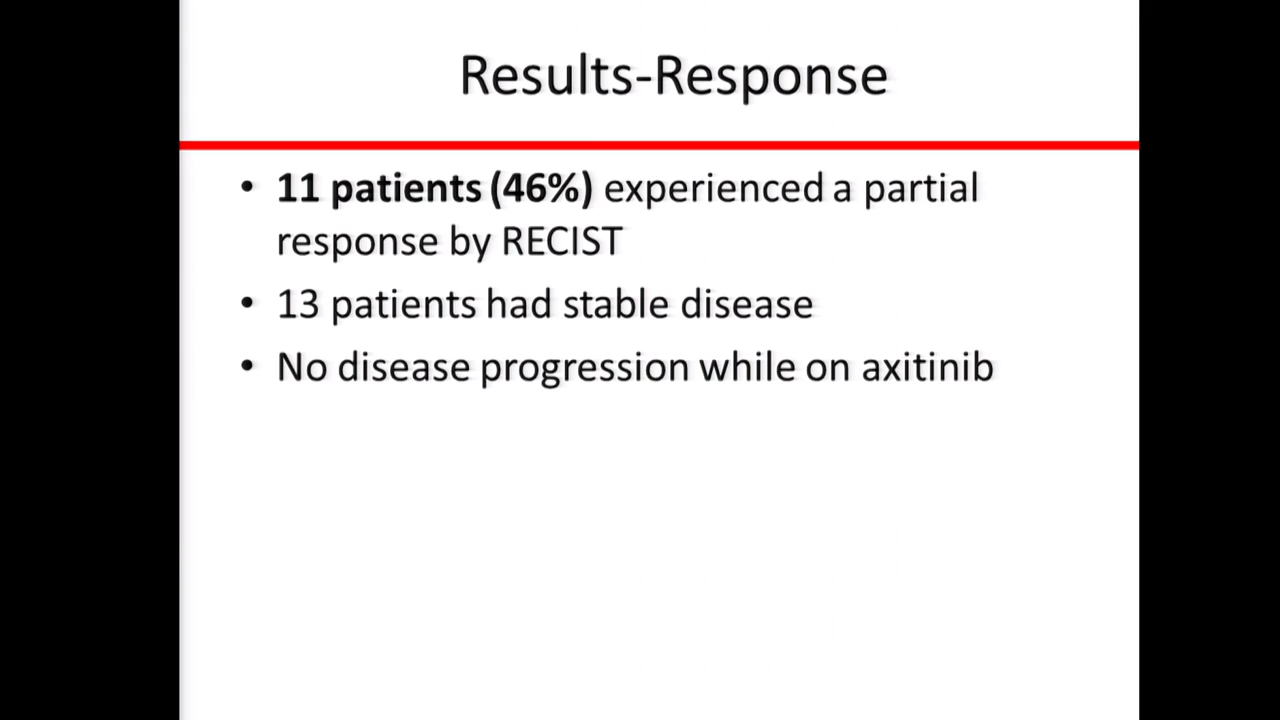 Results-Response
• 11 patients (46%) experienced a partial
response by RECIST
• 13 patients had stable disease
• No disease progression while on axitinib